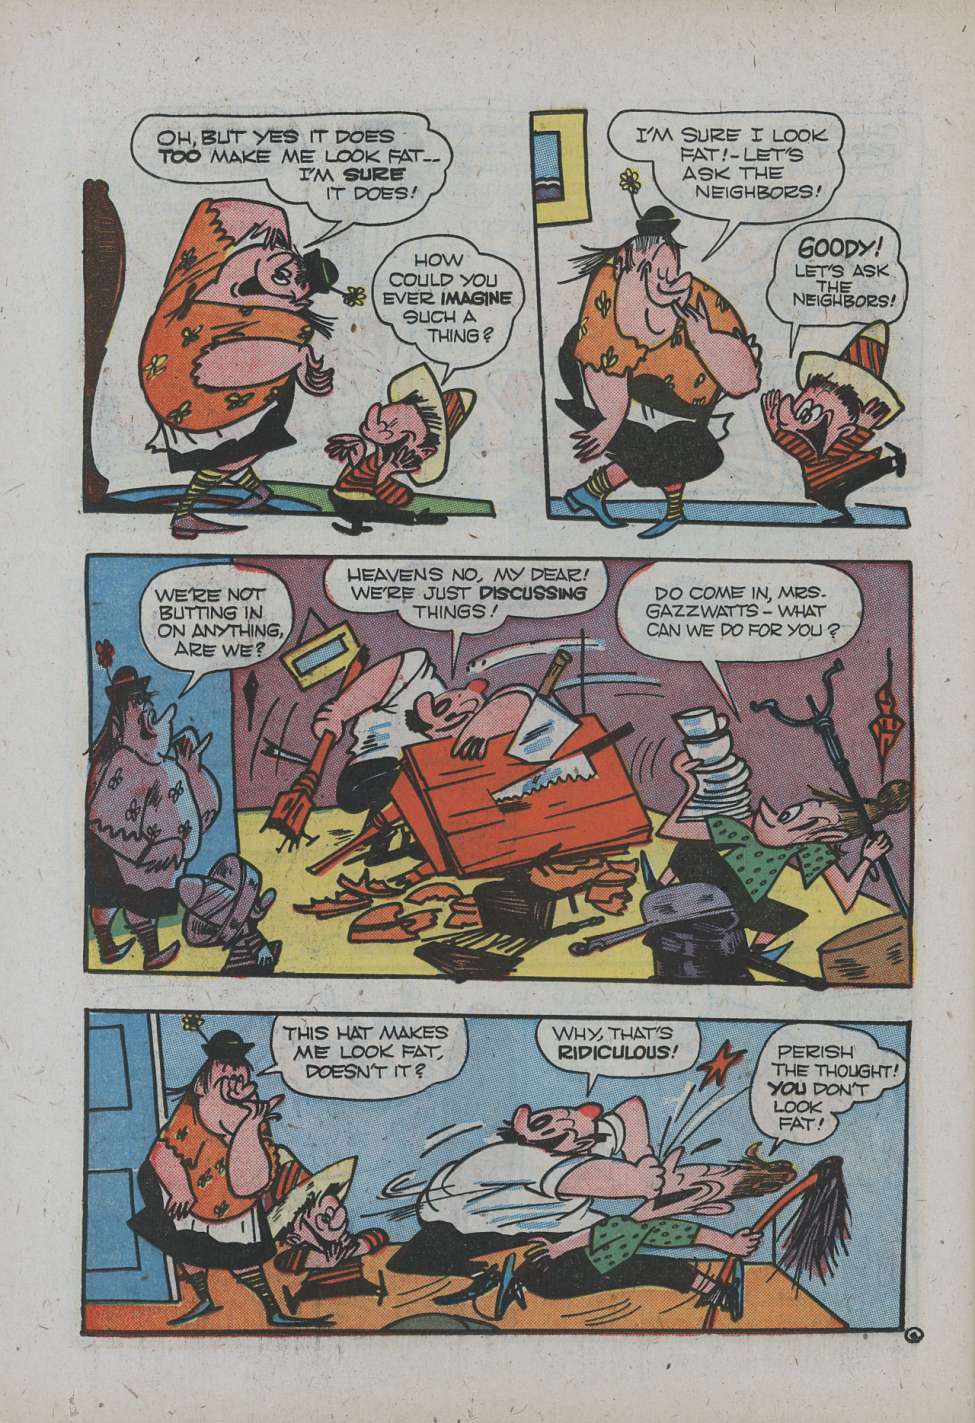 OH, BUT YES IT DOES
TOO MAKE ME LOOK FAT--
I'M SURE
IT DOES!
HOW
COULD YOU
EVER IMAGINE
SUCH A
THING?
I'M SURE I LOOK
FAT!-LET'S
ASK THE
NEIGHBORS!
GOODY!
LET'S ASK
THE
NEIGHBORS!
WE'RE NOT
BUTTING IN
ON ANYTHING,
ARE WE?
HEAVENS NO, MY DEAR!
WE'RE JUST DISCUSSING
THINGS!
DO COME IN, MRS.
GAZZWATTS - WHAT
CAN WE DO FOR YOU?
THIS HAT MAKES
ME LOOK FAT,
DOESN'T IT?
WHY, THAT'S
RIDICULOUS!
PERISH
THE THOUGHT!
YOU DON'T
LOOK
FAT!